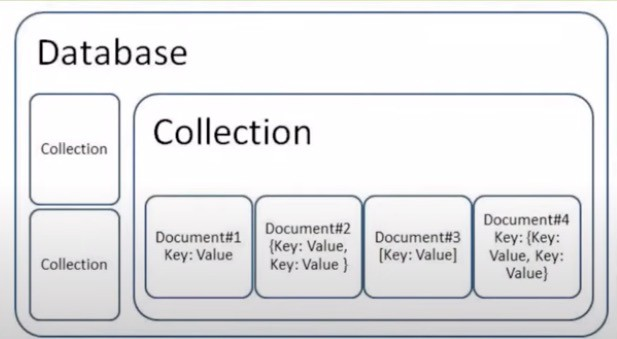 Database
Collection
Collection
Collection
Document#1
Key: Value
Document#2
{Key: Value,
Key: Value }
Document#3
[Key: Value]
Document#4
Key: {Key:
Value, Key:
Value}